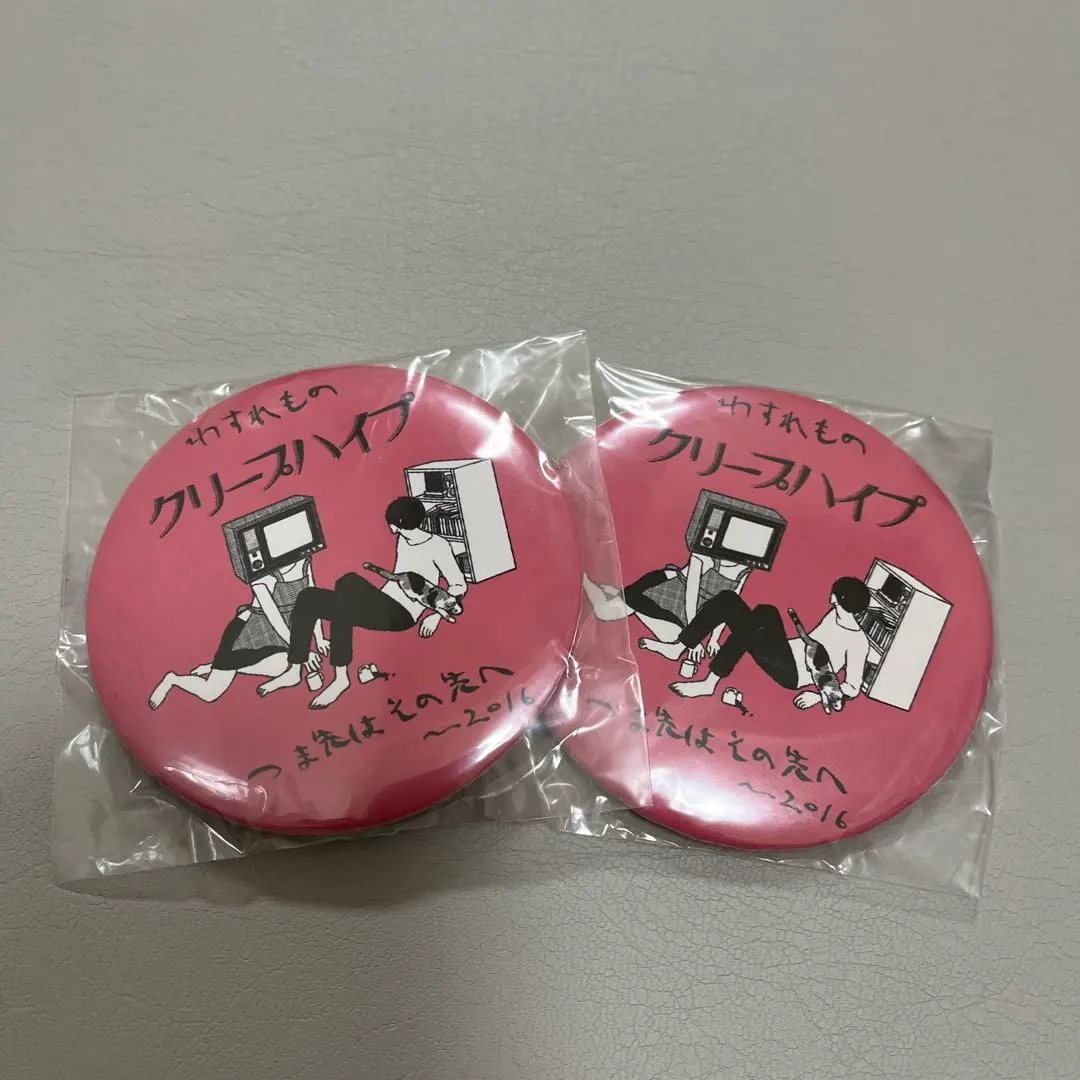 わすれもの
クリープハイプ
つま先は その先へ
〜2016
わすれもの
クリープハイプ
つま先は その先へ
〜2016